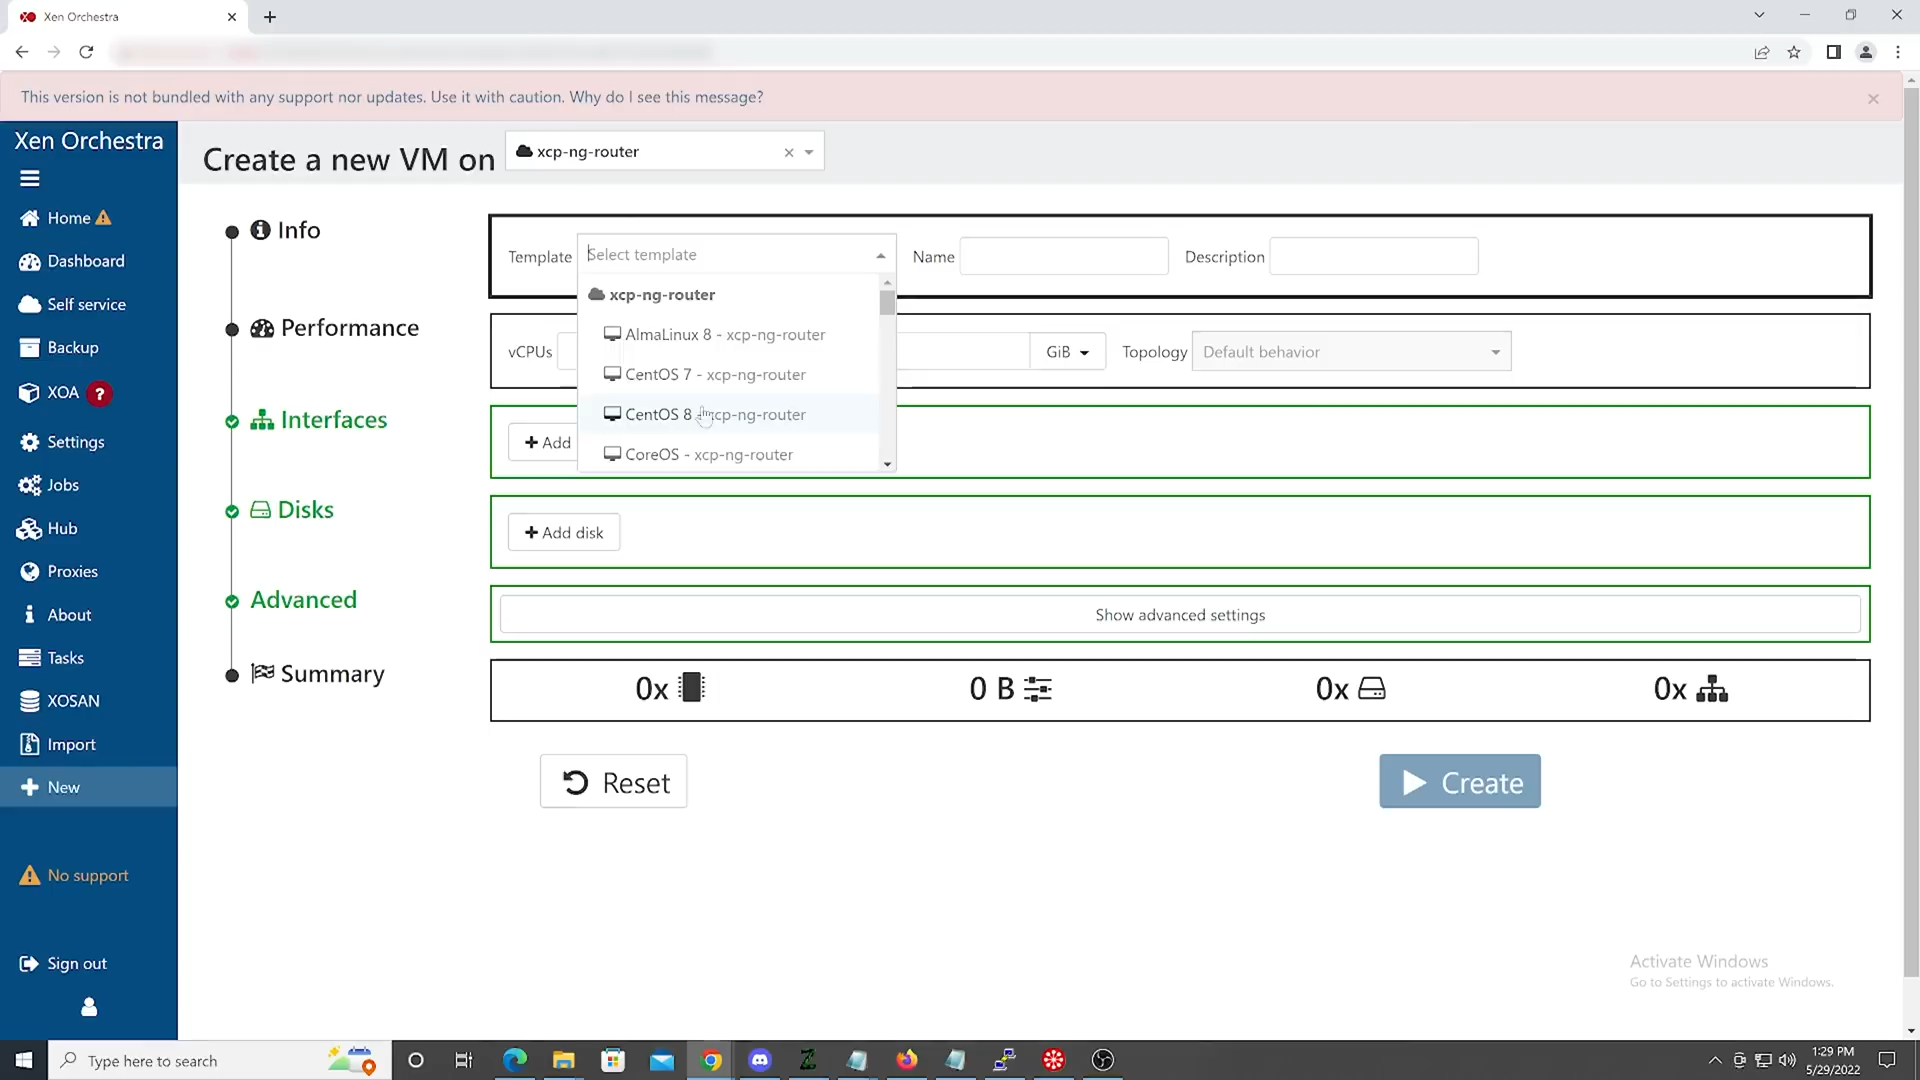 Xen Orchestra
This version is not bundled with any support nor updates. Use it with caution. Why do I see this message?
Xen Orchestra
Create a new VM on
xcp-ng-router
Home
Dashboard
Self service
Backup
XOA ?
Settings
Jobs
Hub
Proxies
About
Tasks
XOSAN
Import
New
No support
Sign out
Info
Template
Select template
Name
Description
xcp-ng-router
AlmaLinux 8 - xcp-ng-router
CentOS 7 - xcp-ng-router
CentOS 8 - xcp-ng-router
CoreOS - xcp-ng-router
Performance
vCPUs
GiB
Topology
Default behavior
Interfaces
Add
Disks
Add disk
Advanced
Show advanced settings
Summary
0x
0 B
0x
0x
Reset
Create
Activate Windows
Go to Settings to activate Windows.
Type here to search
1:29 PM
5/29/2022